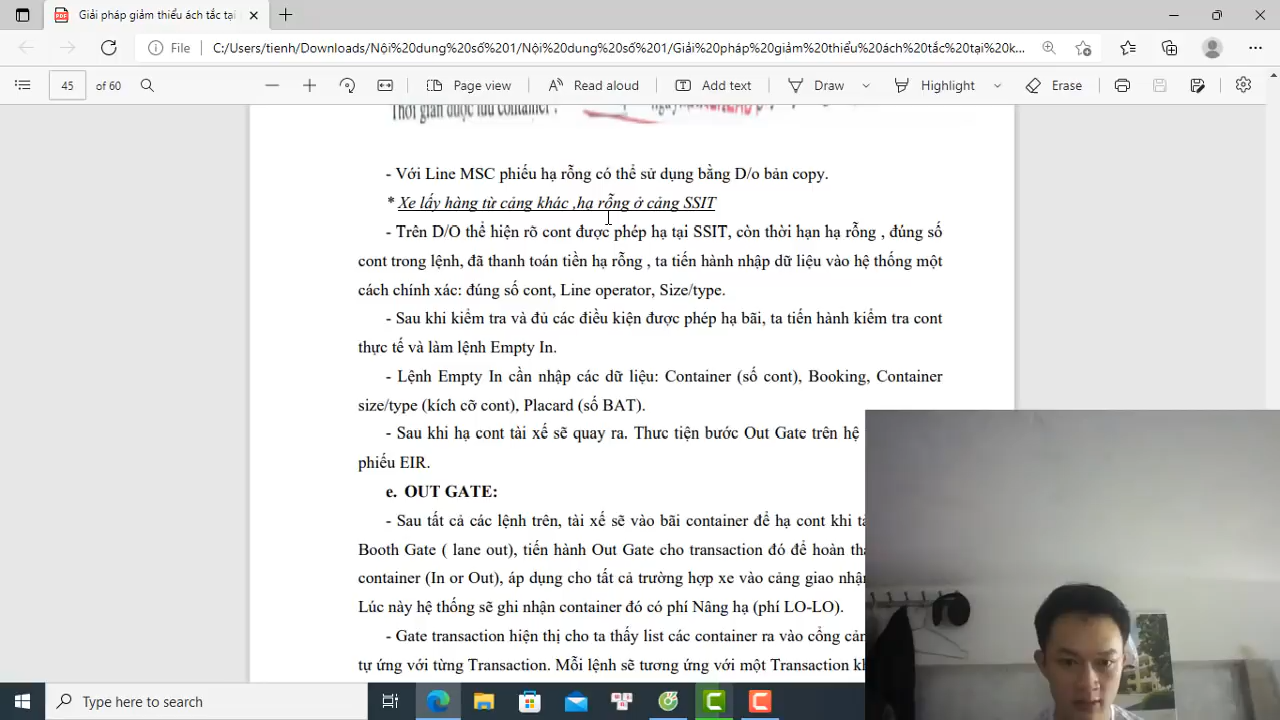 Giải pháp giảm thiểu ách tắc tại
File
C:/Users/tienh/Downloads/Nội%20dung%20số%201/Nội%20dung%20số%201/Giải%20pháp%20giảm%20thiểu%20ách%20tắc%20tại%20k...
45 of 60
Page view
Read aloud
Add text
Draw
Highlight
Erase
Thời gian được lưu container :
- Với Line MSC phiếu hạ rỗng có thể sử dụng bằng D/o bản copy.
* Xe lấy hàng từ cảng khác ,hạ rỗng ở cảng SSIT
- Trên D/O thể hiện rõ cont được phép hạ tại SSIT, còn thời hạn hạ rỗng , đúng số
cont trong lệnh, đã thanh toán tiền hạ rỗng , ta tiến hành nhập dữ liệu vào hệ thống một
cách chính xác: đúng số cont, Line operator, Size/type.
- Sau khi kiểm tra và đủ các điều kiện được phép hạ bãi, ta tiến hành kiểm tra cont
thực tế và làm lệnh Empty In.
- Lệnh Empty In cần nhập các dữ liệu: Container (số cont), Booking, Container
size/type (kích cỡ cont), Placard (số BAT).
- Sau khi hạ cont tài xế sẽ quay ra. Thưc tiện bước Out Gate trên hệ
phiếu EIR.
e. OUT GATE:
- Sau tất cả các lệnh trên, tài xế sẽ vào bãi container để hạ cont khi
Booth Gate ( lane out), tiến hành Out Gate cho transaction đó để hoàn
container (In or Out), áp dụng cho tất cả trường hợp xe vào cảng giao
Lúc này hệ thống sẽ ghi nhận container đó có phí Nâng hạ (phí LO-LO).
- Gate transaction hiện thị cho ta thấy list các container ra vào cổng
tự ứng với từng Transaction. Mỗi lệnh sẽ tương ứng với một Transaction
Type here to search